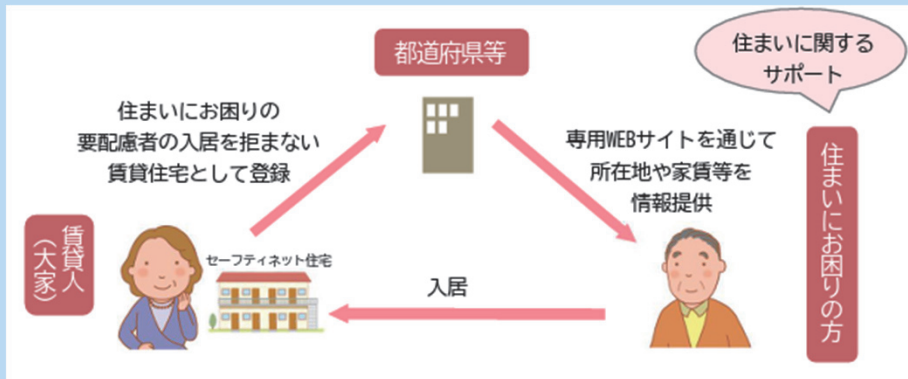 都道府県等
住まいに関する
サポート
住まいにお困りの
要配慮者の入居を拒まない
賃貸住宅として登録
専用WEBサイトを通じて
所在地や家賃等を
情報提供
賃貸人
(大家)
セーフティネット住宅
入居
住まいにお困りの方